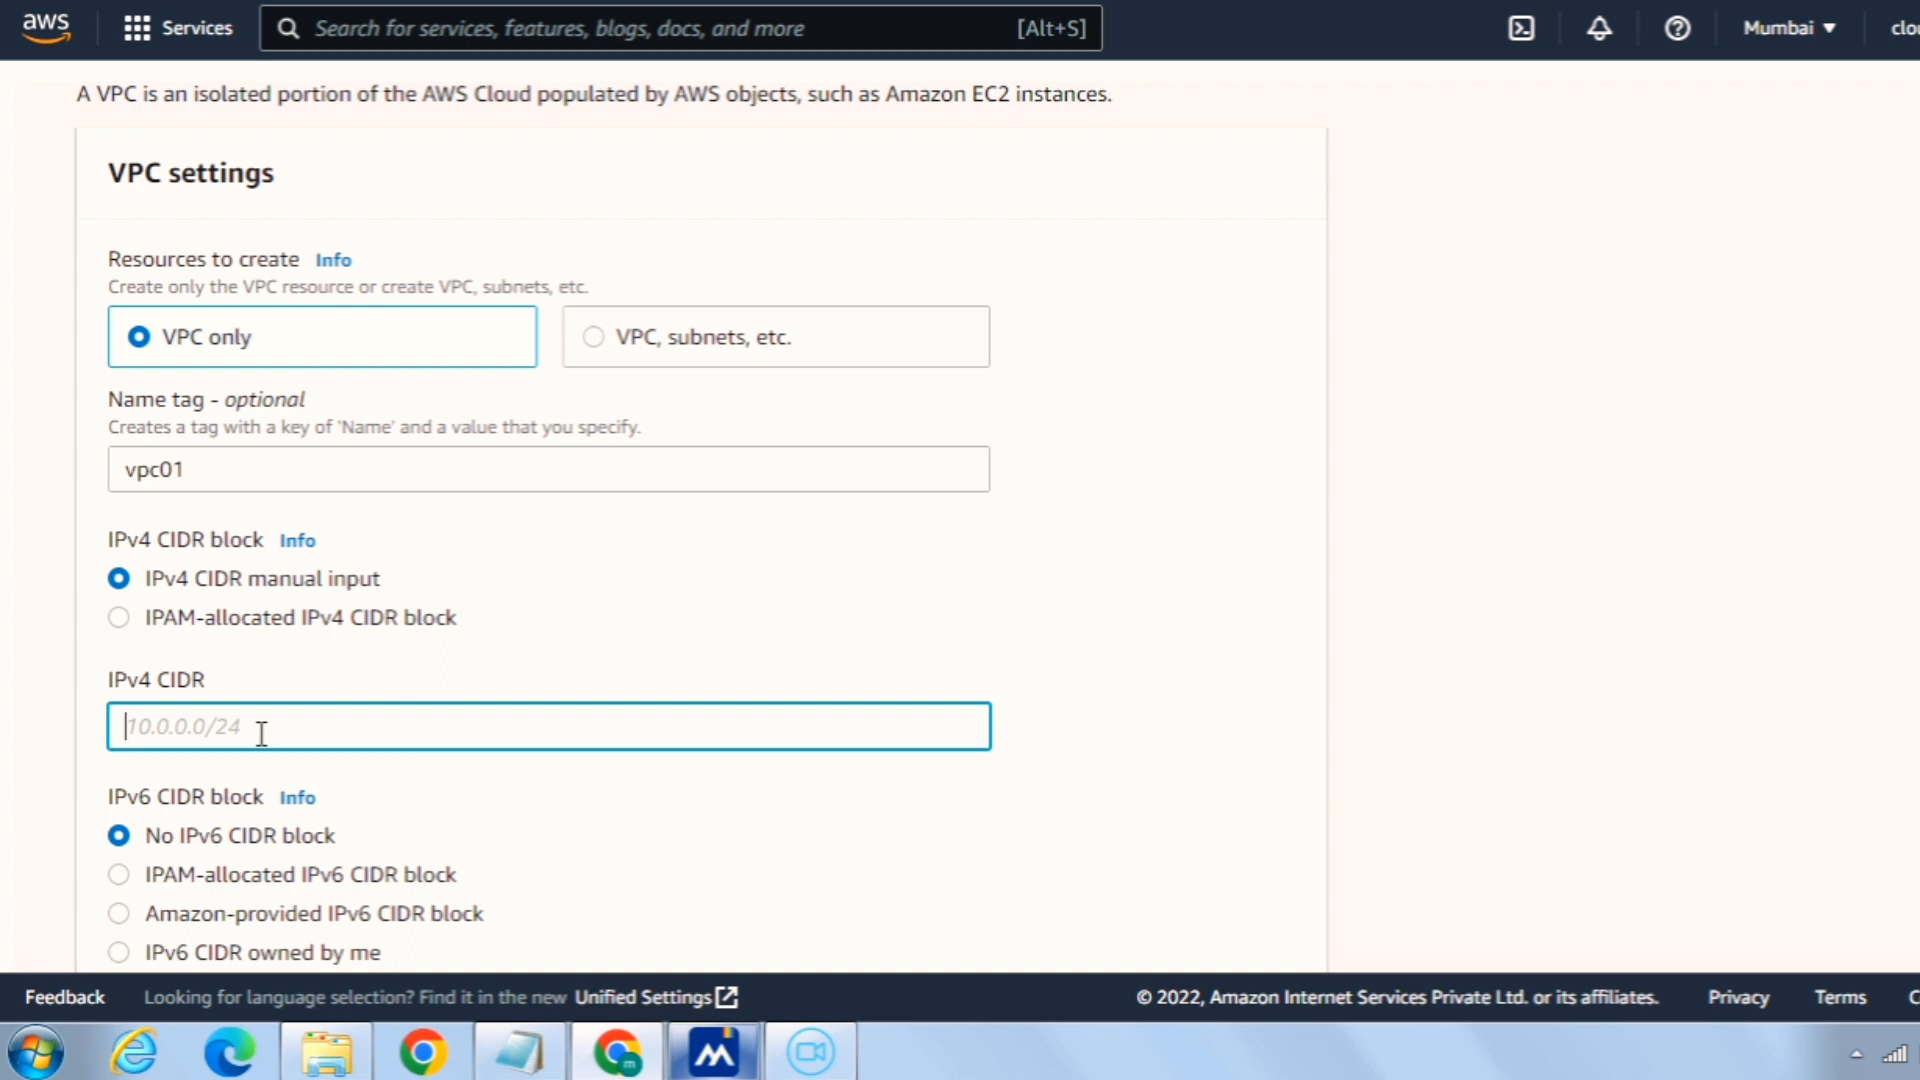 aws
Services
Search for services, features, blogs, docs, and more
[Alt+S]
Mumbai
A VPC is an isolated portion of the AWS Cloud populated by AWS objects, such as Amazon EC2 instances.
VPC settings
Resources to create Info
Create only the VPC resource or create VPC, subnets, etc.
VPC only
VPC, subnets, etc.
Name tag - optional
Creates a tag with a key of 'Name' and a value that you specify.
vpc01
IPv4 CIDR block Info
IPv4 CIDR manual input
IPAM-allocated IPv4 CIDR block
IPv4 CIDR
10.0.0.0/24
IPv6 CIDR block Info
No IPv6 CIDR block
IPAM-allocated IPv6 CIDR block
Amazon-provided IPv6 CIDR block
IPv6 CIDR owned by me
Feedback
Looking for language selection? Find it in the new Unified Settings
© 2022, Amazon Internet Services Private Ltd. or its affiliates.
Privacy
Terms